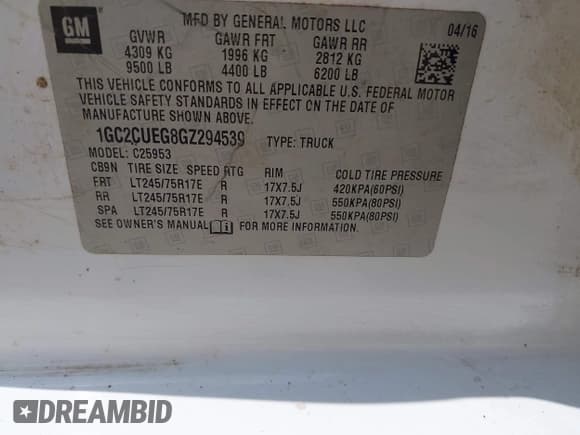 GM
MFD BY GENERAL MOTORS LLC
04/16
GVWR GAWR FRT GAWR RR
4309 KG 1996 KG 2812 KG
9500 LB 4400 LB 6200 LB
THIS VEHICLE CONFORMS TO ALL APPLICABLE U.S. FEDERAL MOTOR
VEHICLE SAFETY STANDARDS IN EFFECT ON THE DATE OF
MANUFACTURE SHOWN ABOVE.
1GC2CUEG8GZ294539 TYPE: TRUCK
MODEL: C25953
CB9N TIRE SIZE SPEED RTG RIM COLD TIRE PRESSURE
FRT LT245/75R17E R 17X7.5J 420KPA(60PSI)
RR LT245/75R17E R 17X7.5J 550KPA(80PSI)
SPA LT245/75R17E R 17X7.5J 550KPA(80PSI)
SEE OWNER'S MANUAL FOR MORE INFORMATION.
DREAMBID
DREAMBID